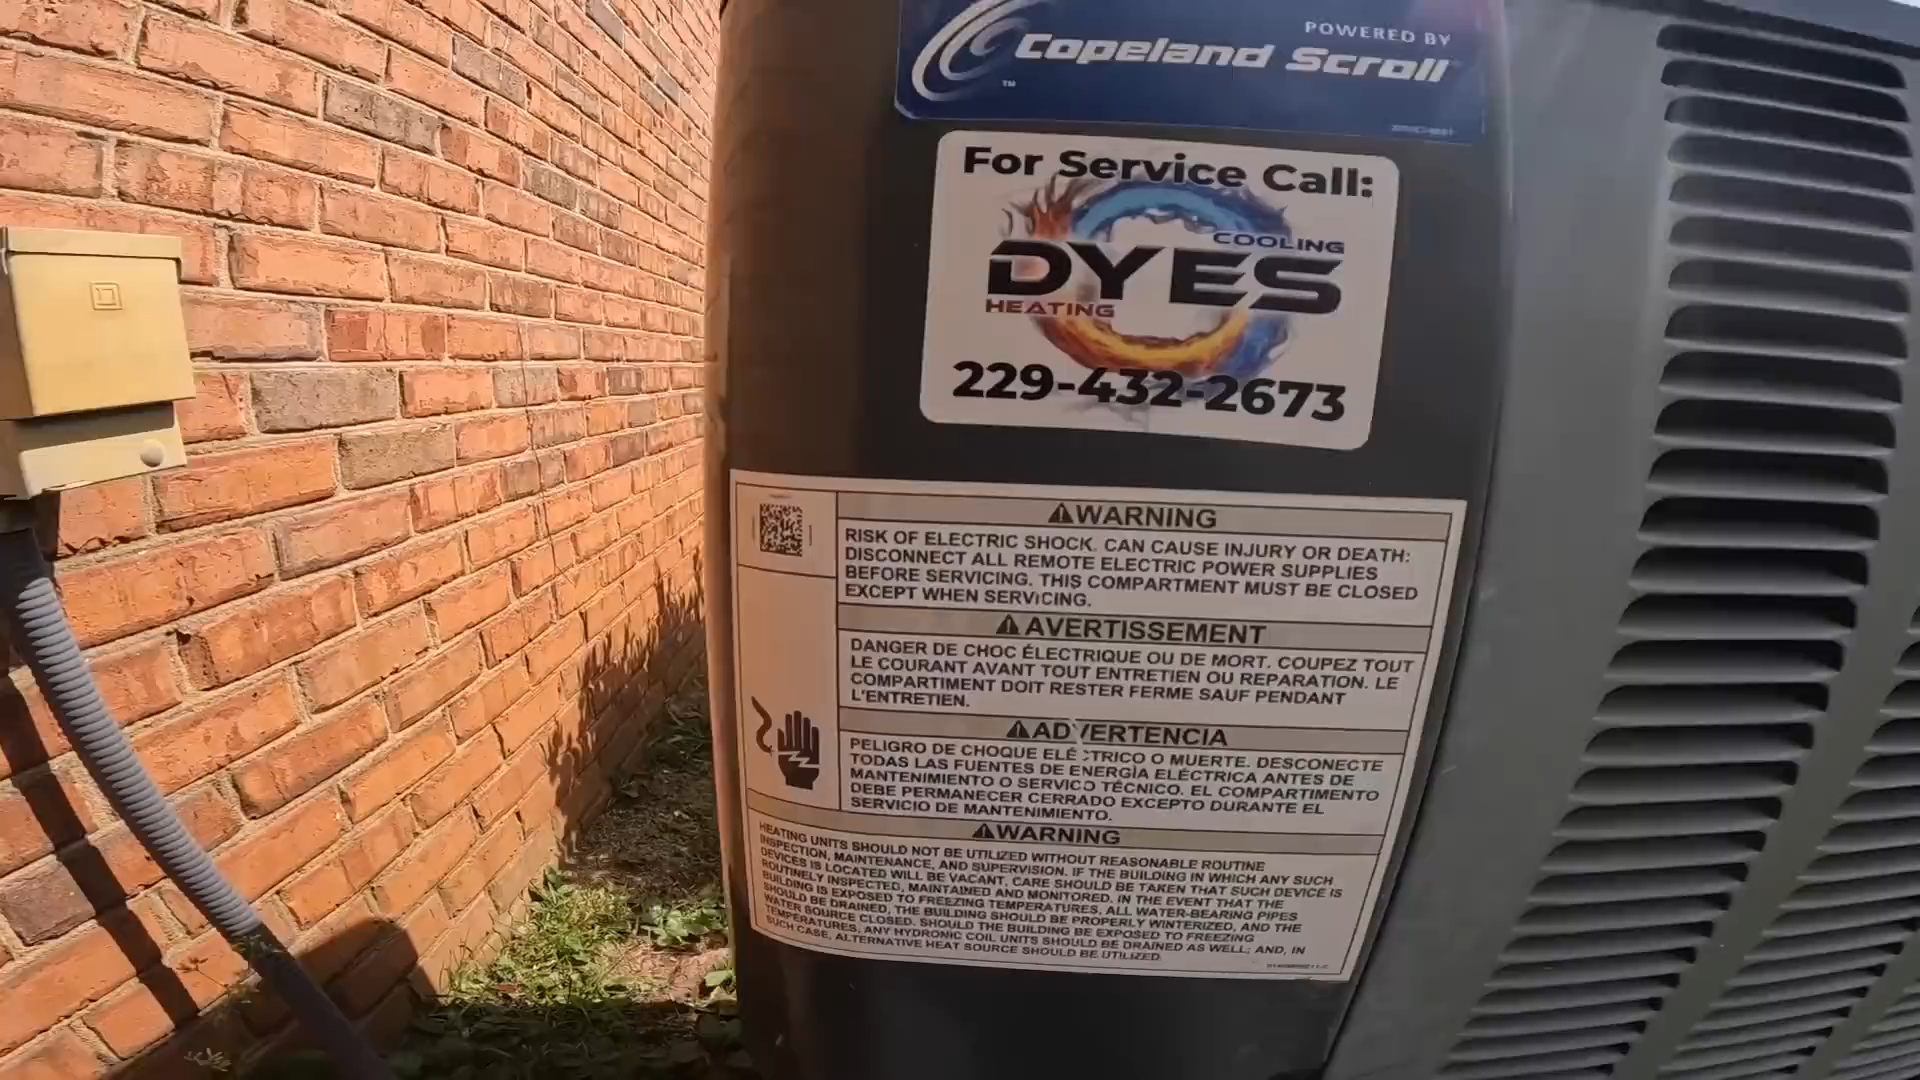 POWERED BY
Copeland Scroll
TM
For Service Call:
COOLING
DYES
HEATING
229-432-2673
WARNING
RISK OF ELECTRIC SHOCK. CAN CAUSE INJURY OR DEATH:
DISCONNECT ALL REMOTE ELECTRIC POWER SUPPLIES
BEFORE SERVICING. THIS COMPARTMENT MUST BE CLOSED
EXCEPT WHEN SERVICING.
AVERTISSEMENT
DANGER DE CHOC ÉLECTRIQUE OU DE MORT. COUPEZ TOUT
LE COURANT AVANT TOUT ENTRETIEN OU REPARATION. LE
COMPARTIMENT DOIT RESTER FERME SAUF PENDANT
L'ENTRETIEN.
ADVERTENCIA
PELIGRO DE CHOQUE ELÉCTRICO O MUERTE. DESCONECTE
TODAS LAS FUENTES DE ENERGÍA ELÉCTRICA ANTES DE
MANTENIMIENTO O SERVICO TÉCNICO. EL COMPARTIMENTO
DEBE PERMANECER CERRADO EXCEPTO DURANTE EL
SERVICIO DE MANTENIMIENTO.
WARNING
HEATING UNITS SHOULD NOT BE UTILIZED WITHOUT REASONABLE ROUTINE
INSPECTION, MAINTENANCE, AND SUPERVISION. IF THE BUILDING IN WHICH ANY SUCH
DEVICES IS LOCATED WILL BE VACANT, CARE SHOULD BE TAKEN THAT SUCH DEVICE IS
ROUTINELY INSPECTED, MAINTAINED AND MONITORED. IN THE EVENT THAT THE
BUILDING IS EXPOSED TO FREEZING TEMPERATURES, ALL WATER-BEARING PIPES
SHOULD BE DRAINED, THE BUILDING SHOULD BE PROPERLY WINTERIZED, AND THE
WATER SOURCE CLOSED. SHOULD THE BUILDING BE EXPOSED TO FREEZING
TEMPERATURES, ANY HYDRONIC COIL UNITS SHOULD BE DRAINED AS WELL; AND, IN
SUCH CASE, ALTERNATIVE HEAT SOURCE SHOULD BE UTILIZED.